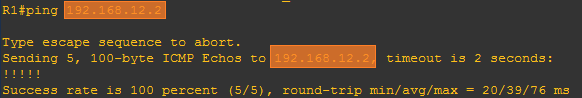 R1#ping 192.168.12.2
Type escape sequence to abort.
Sending 5, 100-byte ICMP Echos to 192.168.12.2, timeout is 2 seconds:
!!!!!
Success rate is 100 percent (5/5), round-trip min/avg/max = 20/39/76 ms